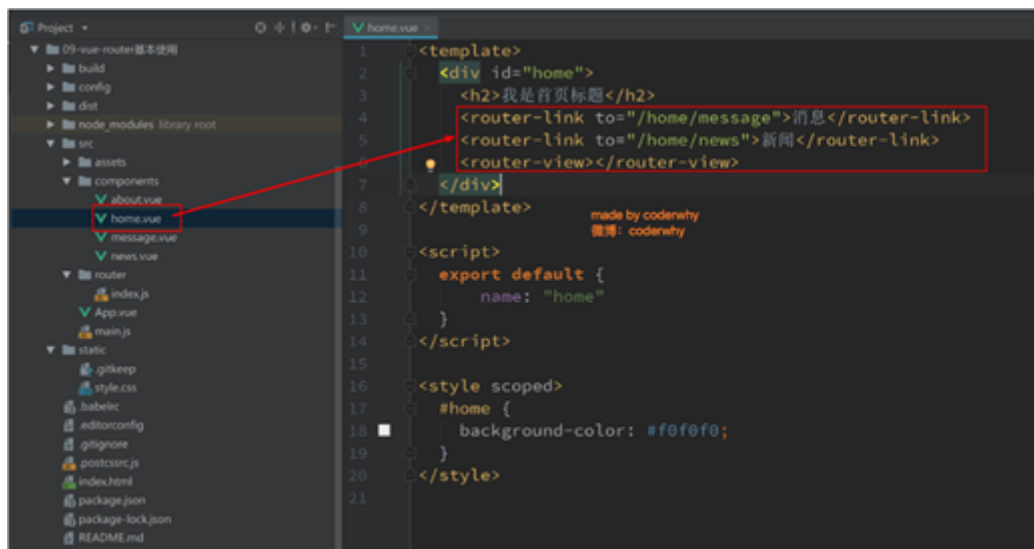 Project
09-vue-router基本使用
build
config
dist
node_modules library root
src
assets
components
about.vue
home.vue
message.vue
news.vue
router
index.js
App.vue
main.js
static
.gitkeep
style.css
.babelrc
.editorconfig
.gitignore
.postcssrc.js
index.html
package.json
package-lock.json
README.md
home.vue
1 <template>
2 <div id="home">
3 <h2>我是首页标题</h2>
4 <router-link to="/home/message">消息</router-link>
5 <router-link to="/home/news">新闻</router-link>
6 <router-view></router-view>
7 </div>
8 </template>
9
10 <script>
11 export default {
12 name: "home"
13 }
14 </script>
15
16 <style scoped>
17 #home {
18 background-color: #f0f0f0;
19 }
20 </style>
21
made by coderwhy
微博：coderwhy